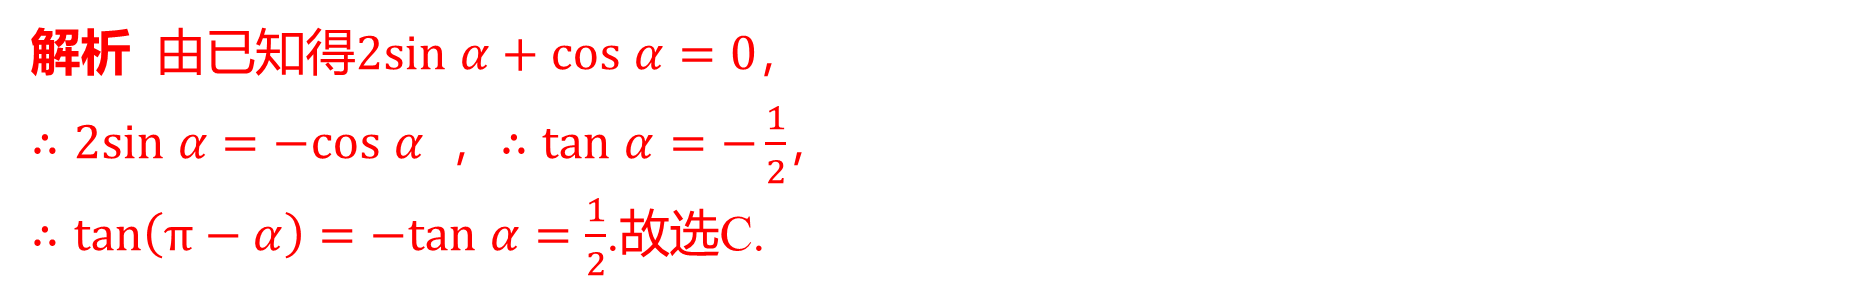 解析 由已知得2sin α + cos α = 0,
∴ 2sin α = −cos α , ∴ tan α = −1/2,
∴ tan(π − α) = −tan α = 1/2.故选C.